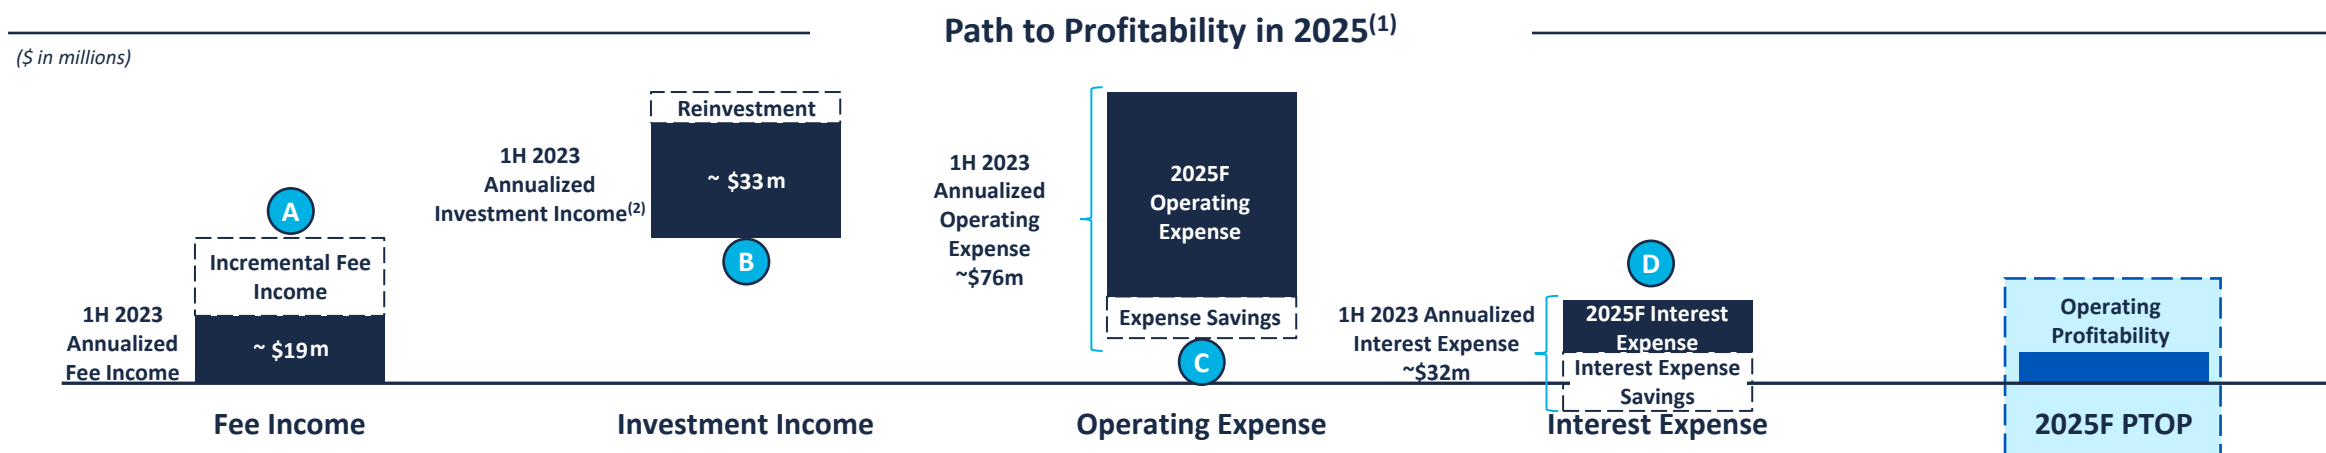 Path to Profitability in 2025(1)
($ in millions)
A
Incremental Fee
Income
1H 2023
Annualized
Fee Income
~ $19m
Fee Income
Reinvestment
1H 2023
Annualized
Investment Income(2)
~ $33m
B
Investment Income
1H 2023
Annualized
Operating
Expense
~$76m
2025F
Operating
Expense
Expense Savings
C
Operating Expense
D
1H 2023 Annualized
Interest Expense
~$32m
2025F Interest
Expense
Interest Expense
Savings
Interest Expense
Operating
Profitability
2025F PTOP